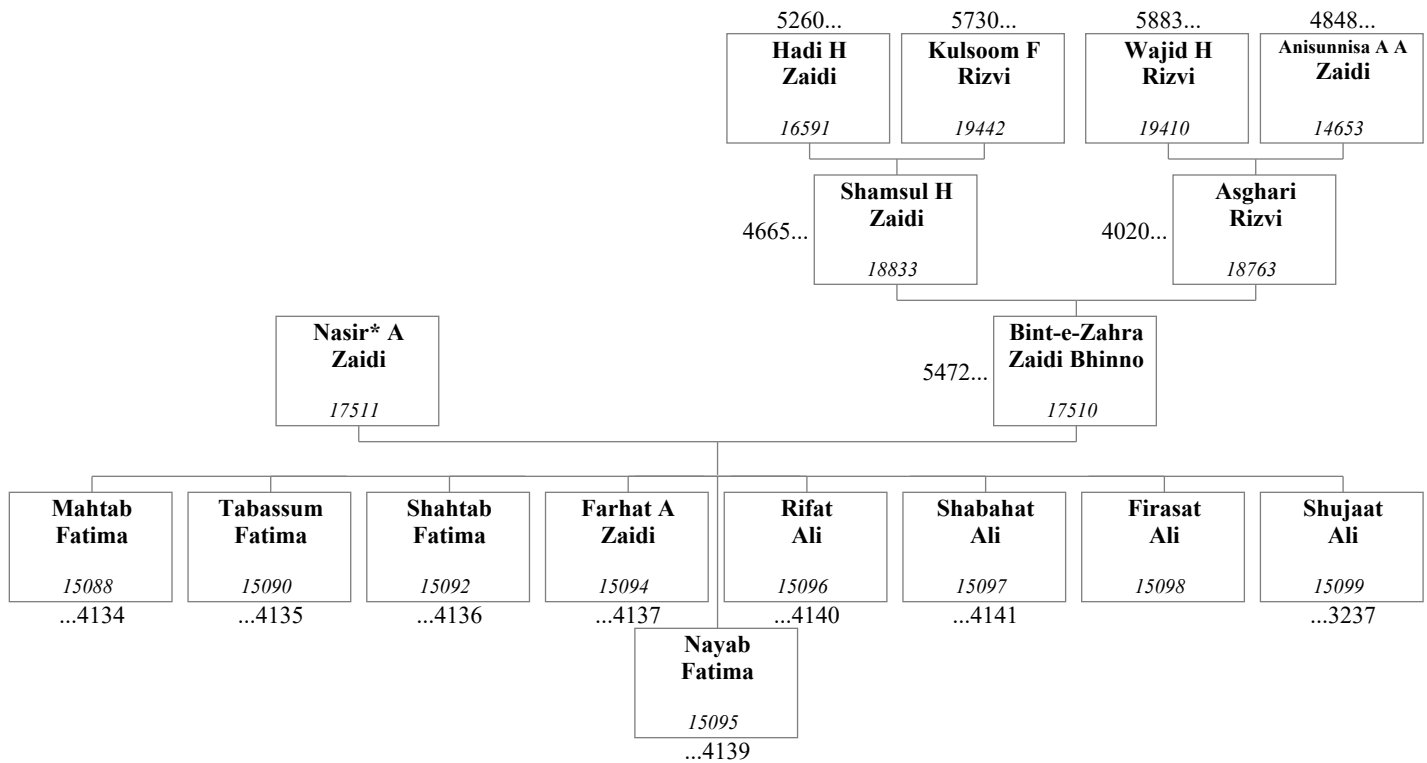 5260...
5730...
5883...
4848...
Hadi H
Zaidi
16591
Kulsoom F
Rizvi
19442
Wajid H
Rizvi
19410
Anisunnisa A A
Zaidi
14653
4665...
Shamsul H
Zaidi
18833
4020...
Asghari
Rizvi
18763
Nasir* A
Zaidi
17511
5472...
Bint-e-Zahra
Zaidi Bhinno
17510
Mahtab
Fatima
15088
...4134
Tabassum
Fatima
15090
...4135
Shahtab
Fatima
15092
...4136
Farhat A
Zaidi
15094
...4137
Rifat
Ali
15096
...4140
Shabahat
Ali
15097
...4141
Firasat
Ali
15098
Shujaat
Ali
15099
...3237
Nayab
Fatima
15095
...4139